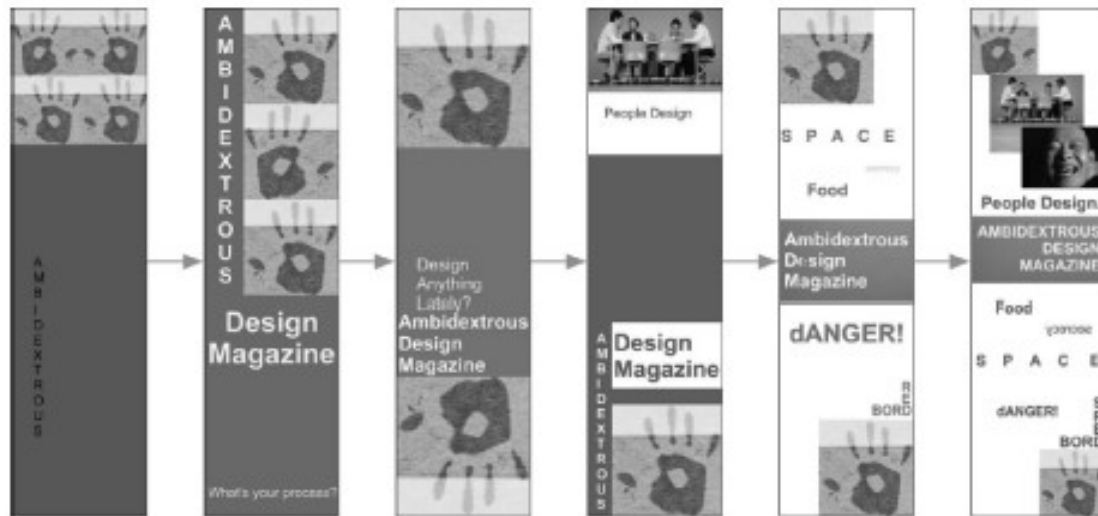 AMBIDEXTROUS
AMBIDEXTROUS
Design
Magazine
What's your process?
Design
Anything
Lately?
Ambidextrous
Design
Magazine
People Design
AMBIDEXTROUS
Design
Magazine
SPACE
Food
Ambidextrous
Design
Magazine
dANGER!
BORD
People Design.
AMBIDEXTROUS
DESIGN
MAGAZINE
Food
secrecy
SPACE
dANGER!
BORD